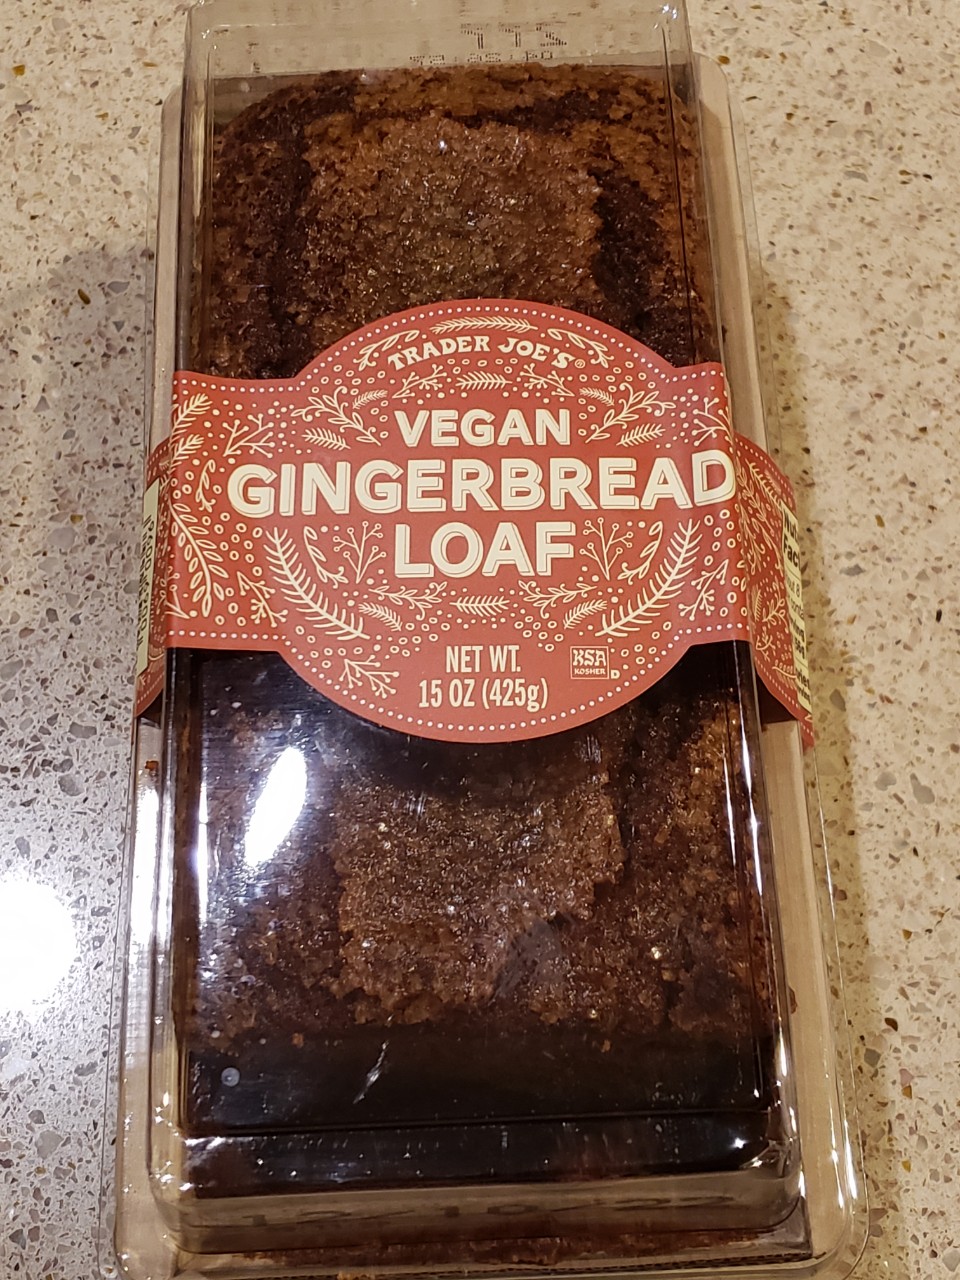 TRADER JOE'S®
VEGAN
GINGERBREAD
LOAF
NET WT.
15 OZ (425g)
KSA
KOSHER D